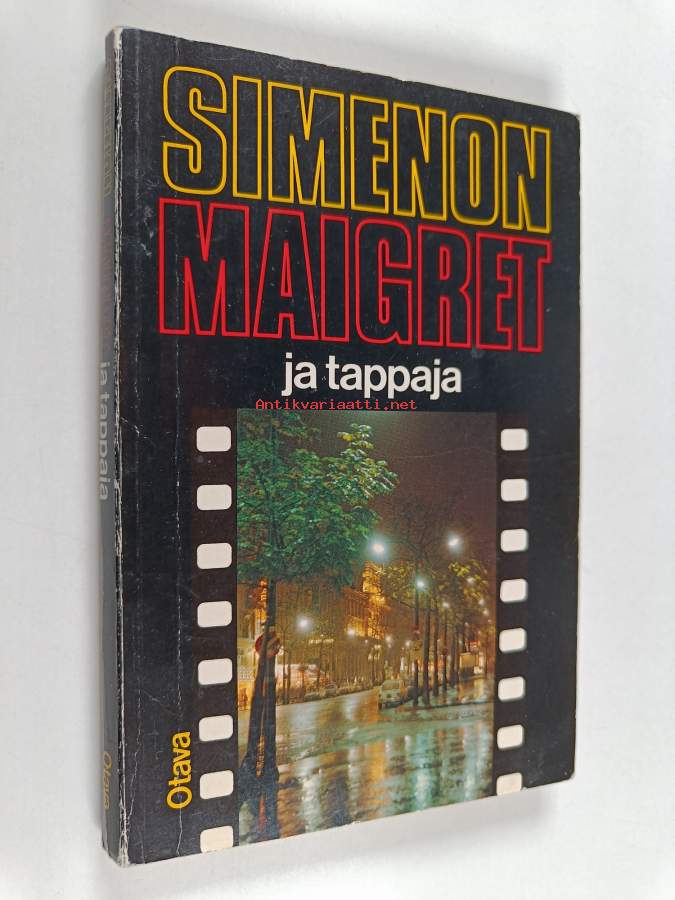 SIMENON
MAIGRET
ja tappaja
Antikvariaatti.net
Otava
ja tappaja
Otava